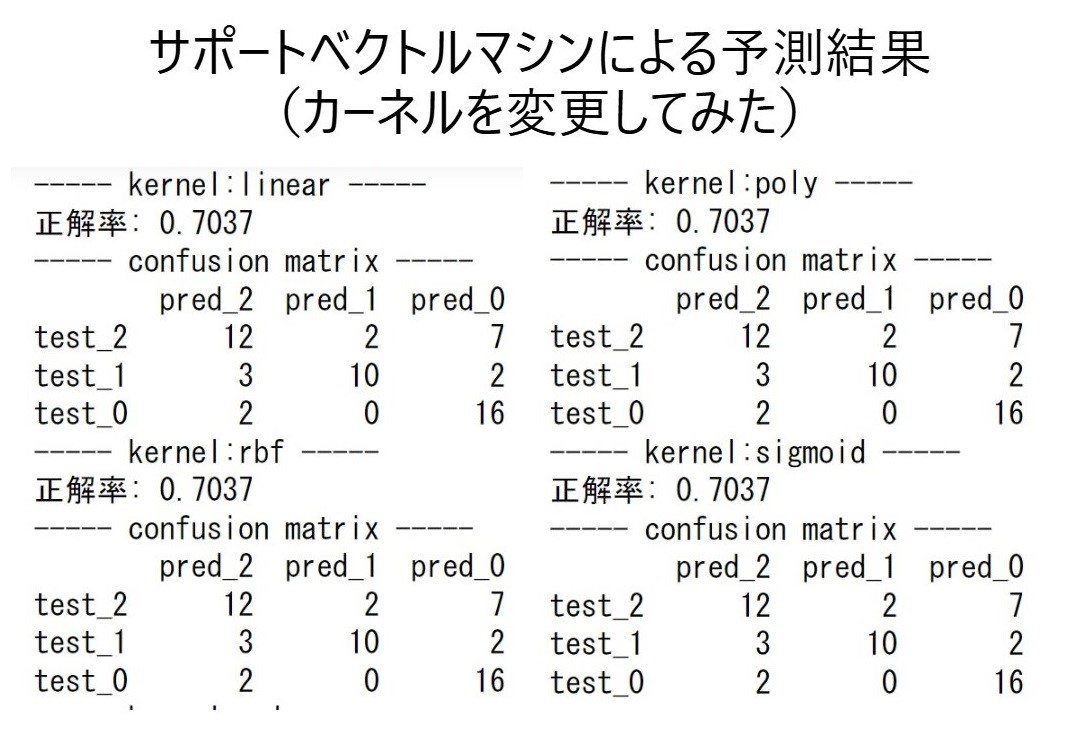 サポートベクトルマシンによる予測結果
(カーネルを変更してみた)
----- kernel:linear -----
正解率: 0.7037
----- confusion matrix -----
pred_2 pred_1 pred_0
test_2 12 2 7
test_1 3 10 2
test_0 2 0 16
----- kernel:rbf -----
正解率: 0.7037
----- confusion matrix -----
pred_2 pred_1 pred_0
test_2 12 2 7
test_1 3 10 2
test_0 2 0 16
----- kernel:poly -----
正解率: 0.7037
----- confusion matrix -----
pred_2 pred_1 pred_0
test_2 12 2 7
test_1 3 10 2
test_0 2 0 16
----- kernel:sigmoid -----
正解率: 0.7037
----- confusion matrix -----
pred_2 pred_1 pred_0
test_2 12 2 7
test_1 3 10 2
test_0 2 0 16